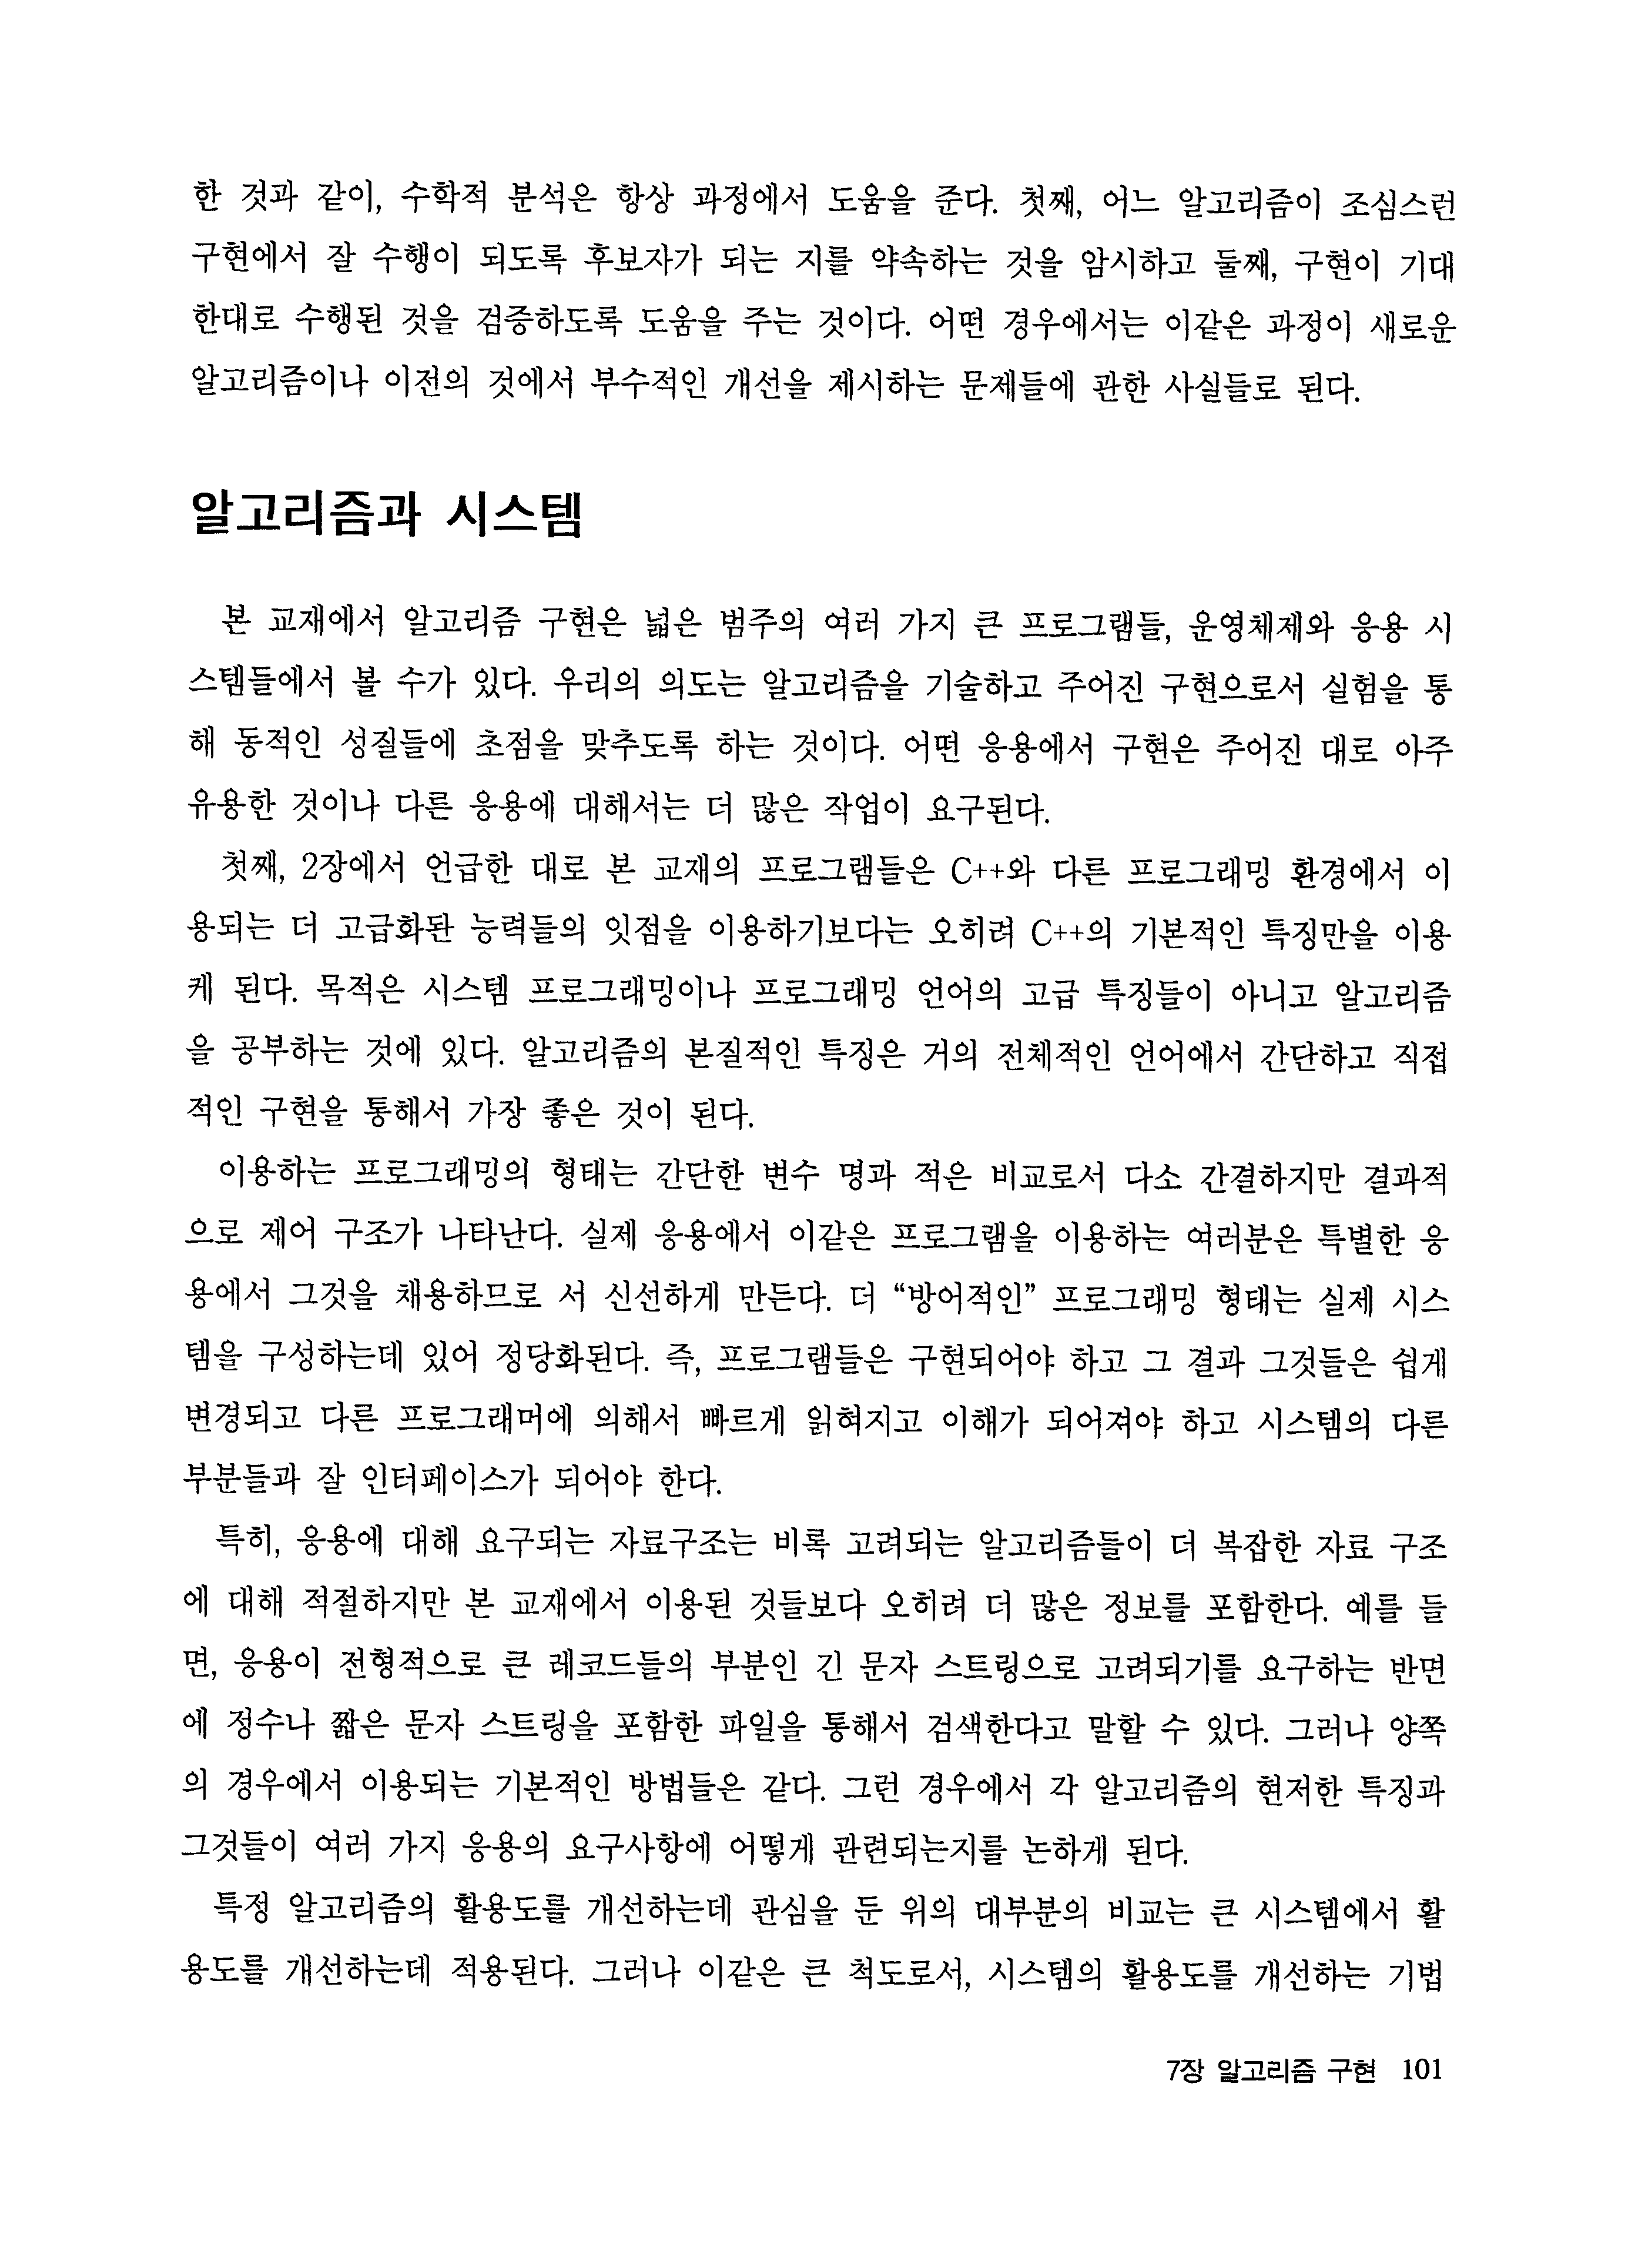 한 것과 같이, 수학적 분석은 항상 과정에서 도움을 준다. 첫째, 어느 알고리즘이 조심스런
구현에서 잘 수행이 되도록 후보자가 되는 지를 약속하는 것을 암시하고 둘째, 구현이 기대
한대로 수행된 것을 검증하도록 도움을 주는 것이다. 어떤 경우에서는 이같은 과정이 새로운
알고리즘이나 이전의 것에서 부수적인 개선을 제시하는 문제들에 관한 사실들로 된다.
알고리즘과 시스템
본 교재에서 알고리즘 구현은 넓은 범주의 여러 가지 큰 프로그램들, 운영체제와 응용 시
스템들에서 볼 수가 있다. 우리의 의도는 알고리즘을 기술하고 주어진 구현으로서 실험을 통
해 동적인 성질들에 초점을 맞추도록 하는 것이다. 어떤 응용에서 구현은 주어진 대로 아주
유용한 것이나 다른 응용에 대해서는 더 많은 작업이 요구된다.
첫째, 2장에서 언급한 대로 본 교재의 프로그램들은 C++와 다른 프로그래밍 환경에서 이
용되는 더 고급화된 능력들의 잇점을 이용하기보다는 오히려 C++의 기본적인 특징만을 이용
케 된다. 목적은 시스템 프로그래밍이나 프로그래밍 언어의 고급 특징들이 아니고 알고리즘
을 공부하는 것에 있다. 알고리즘의 본질적인 특징은 거의 전체적인 언어에서 간단하고 직접
적인 구현을 통해서 가장 좋은 것이 된다.
이용하는 프로그래밍의 형태는 간단한 변수 명과 적은 비교로서 다소 간결하지만 결과적
으로 제어 구조가 나타난다. 실제 응용에서 이같은 프로그램을 이용하는 여러분은 특별한 응
용에서 그것을 채용하므로 서 신선하게 만든다. 더 “방어적인” 프로그래밍 형태는 실제 시스
템을 구성하는데 있어 정당화된다. 즉, 프로그램들은 구현되어야 하고 그 결과 그것들은 쉽게
변경되고 다른 프로그래머에 의해서 빠르게 읽혀지고 이해가 되어져야 하고 시스템의 다른
부분들과 잘 인터페이스가 되어야 한다.
특히, 응용에 대해 요구되는 자료구조는 비록 고려되는 알고리즘들이 더 복잡한 자료 구조
에 대해 적절하지만 본 교재에서 이용된 것들보다 오히려 더 많은 정보를 포함한다. 예를 들
면, 응용이 전형적으로 큰 레코드들의 부분인 긴 문자 스트링으로 고려되기를 요구하는 반면
에 정수나 짧은 문자 스트링을 포함한 파일을 통해서 검색한다고 말할 수 있다. 그러나 양쪽
의 경우에서 이용되는 기본적인 방법들은 같다. 그런 경우에서 각 알고리즘의 현저한 특징과
그것들이 여러 가지 응용의 요구사항에 어떻게 관련되는지를 논하게 된다.
특정 알고리즘의 활용도를 개선하는데 관심을 둔 위의 대부분의 비교는 큰 시스템에서 활
용도를 개선하는데 적용된다. 그러나 이같은 큰 척도로서, 시스템의 활용도를 개선하는 기법
7장 알고리즘 구현 101